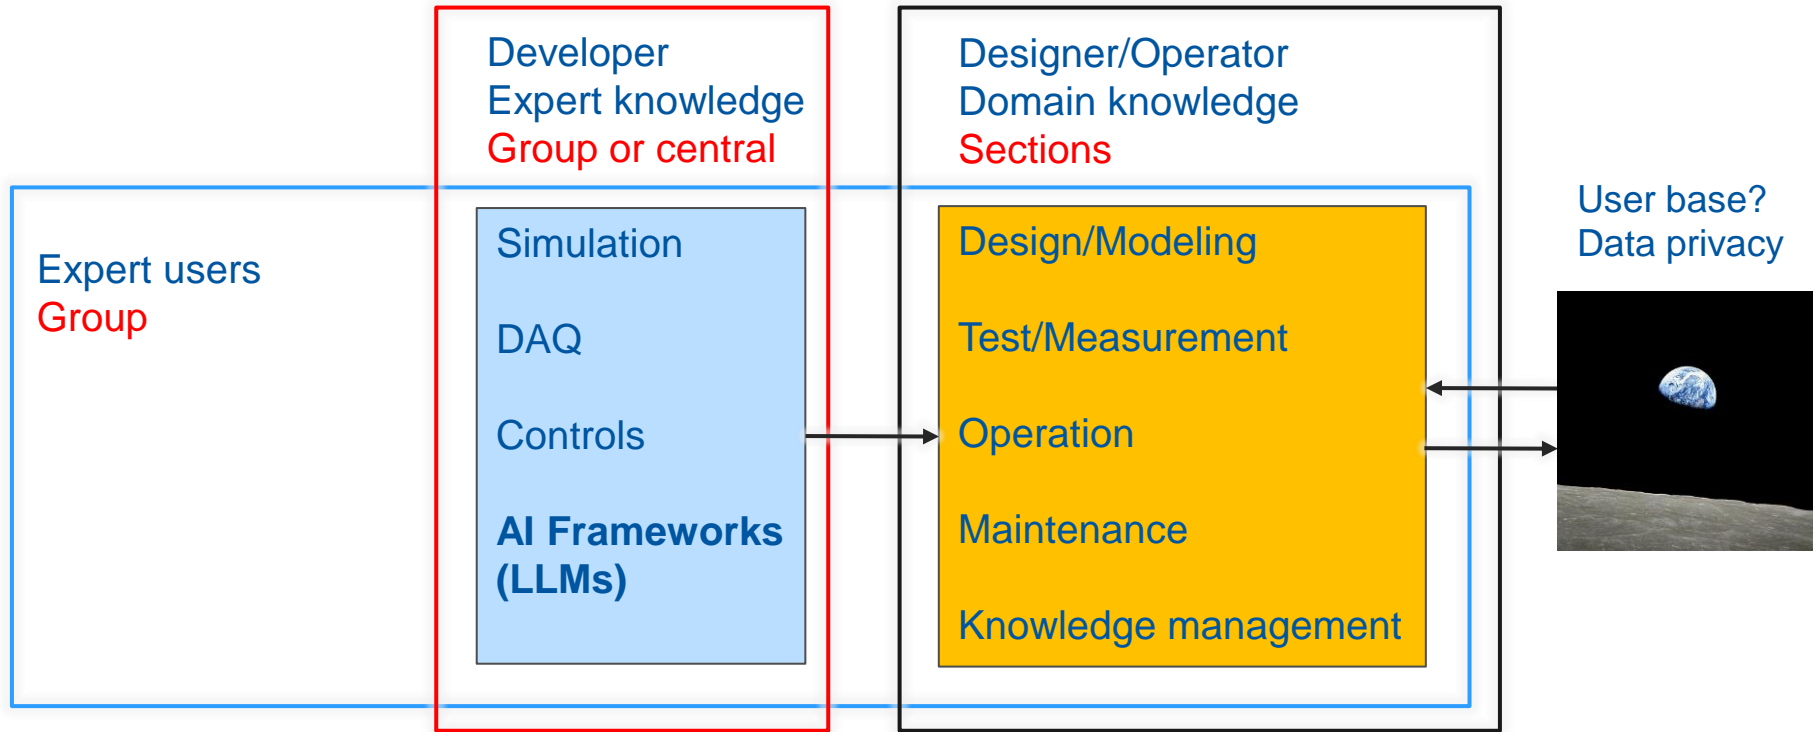 Developer
Expert knowledge
Group or central
Designer/Operator
Domain knowledge
Sections
Expert users
Group
Simulation
DAQ
Controls
AI Frameworks
(LLMs)
Design/Modeling
Test/Measurement
Operation
Maintenance
Knowledge management
User base?
Data privacy